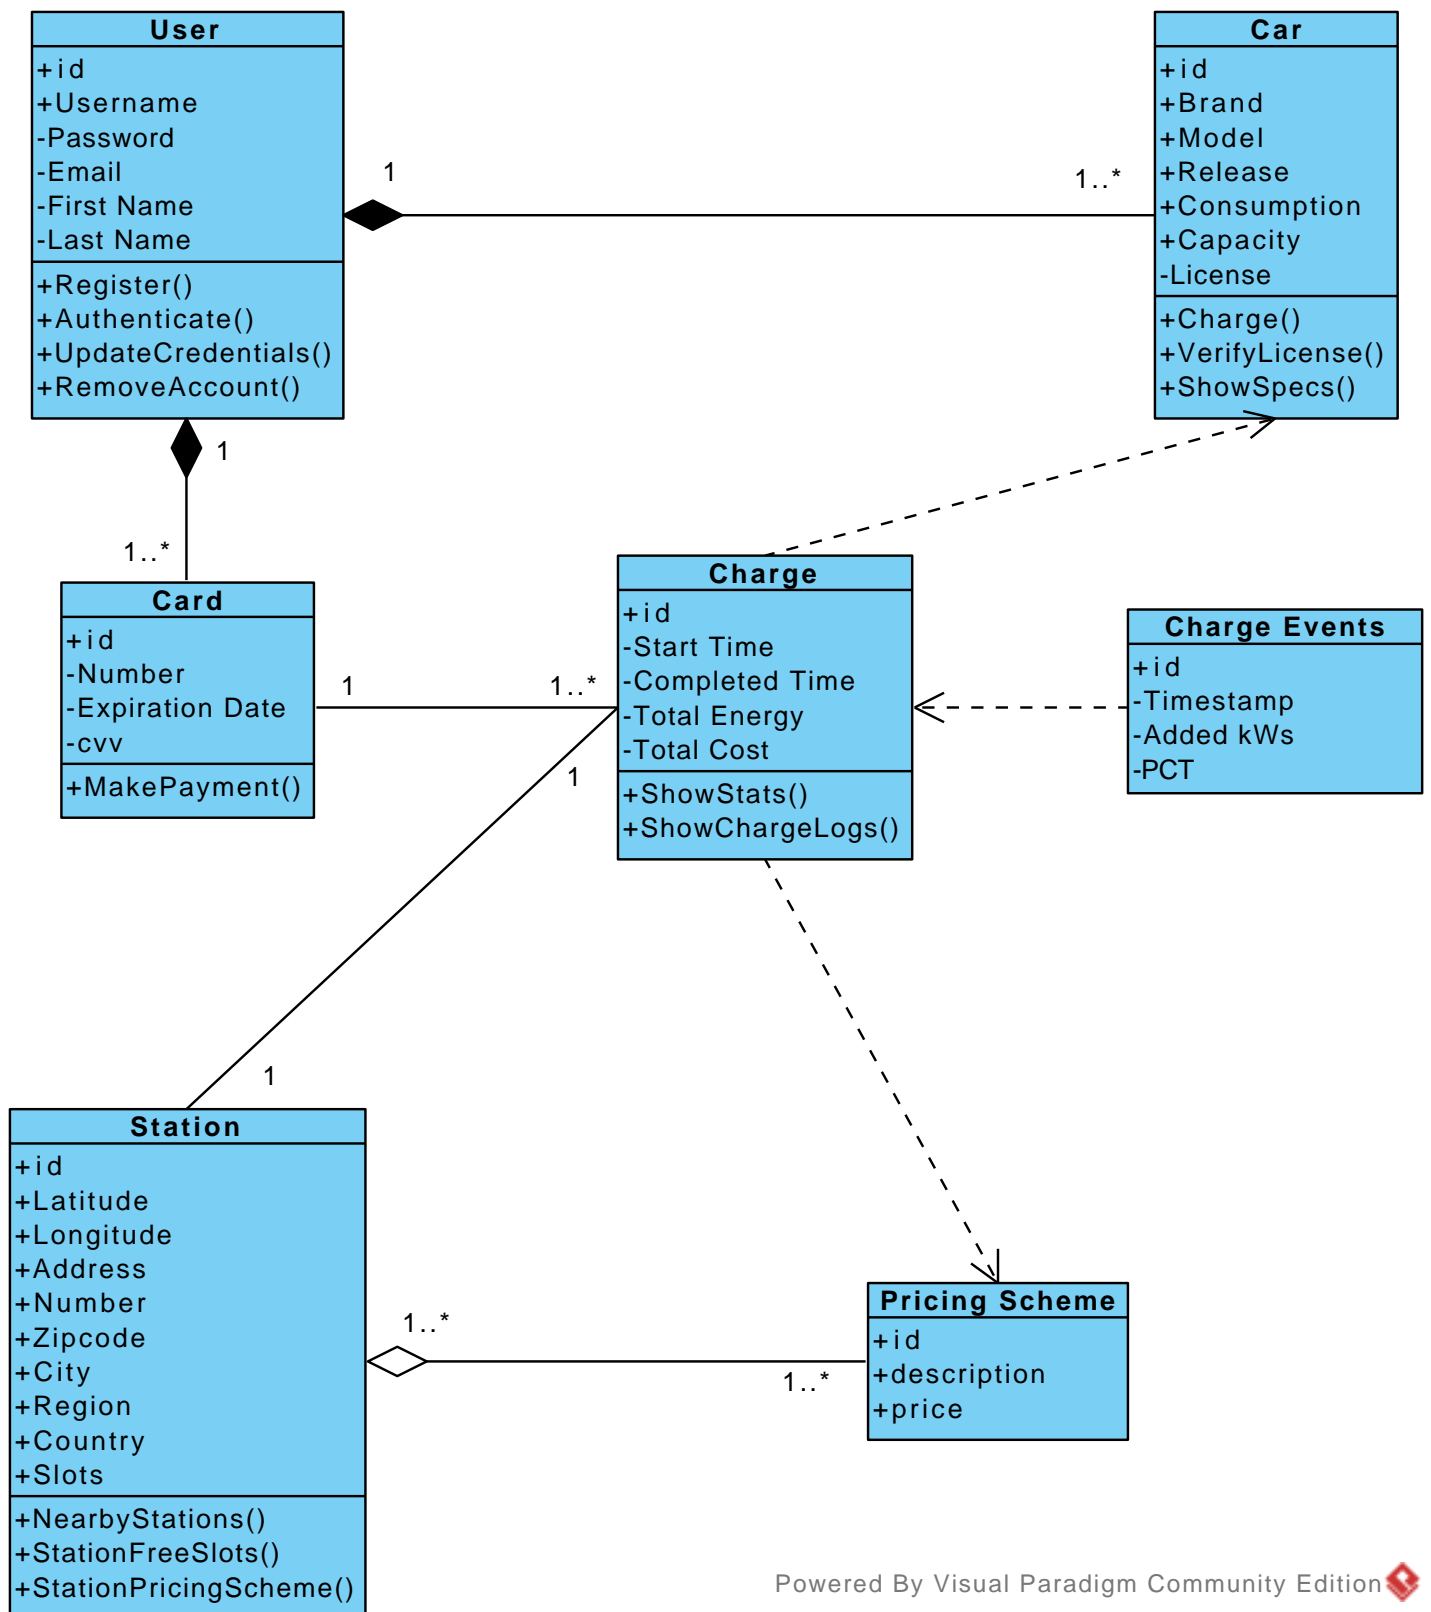 User
+id
+Username
-Password
-Email
-First Name
-Last Name
+Register()
+Authenticate()
+UpdateCredentials()
+RemoveAccount()
1
1..*
Car
+id
+Brand
+Model
+Release
+Consumption
+Capacity
-License
+Charge()
+VerifyLicense()
+ShowSpecs()
1
1..*
Card
+id
-Number
-Expiration Date
-cvv
+MakePayment()
1
1..*
Charge
+id
-Start Time
-Completed Time
-Total Energy
-Total Cost
+ShowStats()
+ShowChargeLogs()
Charge Events
+id
-Timestamp
-Added kWs
-PCT
1
1
Station
+id
+Latitude
+Longitude
+Address
+Number
+Zipcode
+City
+Region
+Country
+Slots
+NearbyStations()
+StationFreeSlots()
+StationPricingScheme()
1..*
1..*
Pricing Scheme
+id
+description
+price
Powered By Visual Paradigm Community Edition